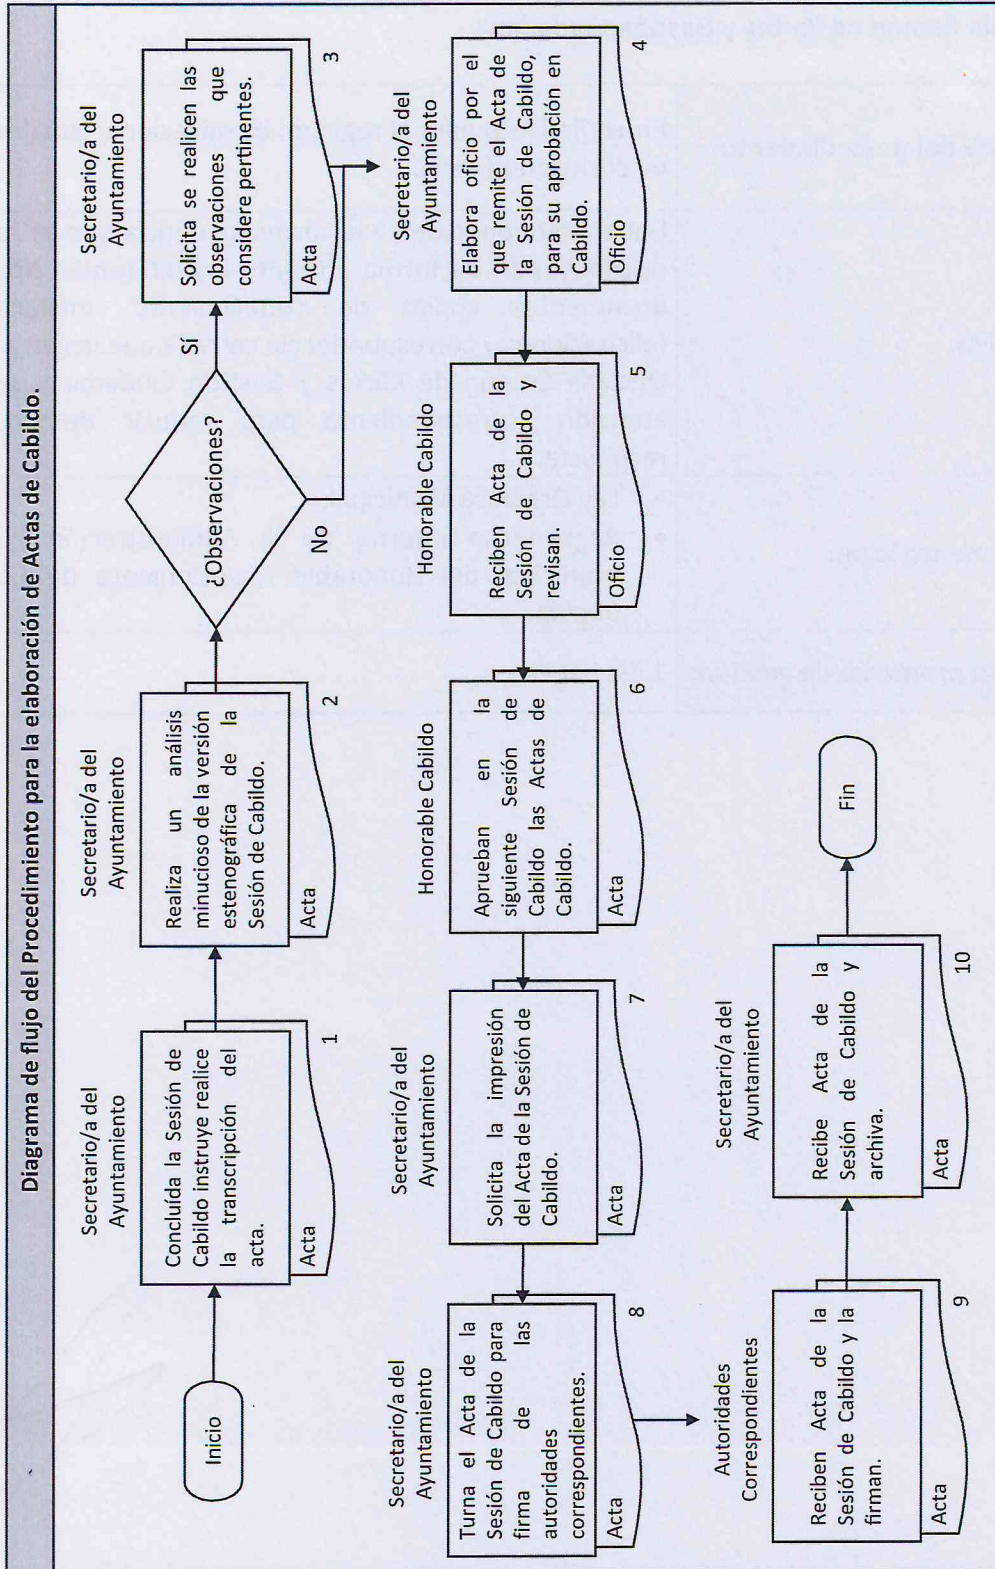 Diagrama de flujo del Procedimiento para la elaboración de Actas de Cabildo.
Inicio
Secretario/a del
Ayuntamiento
Concluida la Sesión de
Cabildo instruye realice
la transcripción del
acta.
Acta
1
Secretario/a del
Ayuntamiento
Realiza un análisis
minucioso de la versión
estenográfica de la
Sesión de Cabildo.
Acta
2
¿Observaciones?
Si
No
Secretario/a del
Ayuntamiento
Solicita se realicen las
observaciones que
considere pertinentes.
Acta
3
Secretario/a del
Ayuntamiento
Elabora oficio por el
que remite el Acta de
la Sesión de Cabildo,
para su aprobación en
Cabildo.
Oficio
4
Honorable Cabildo
Reciben Acta de la
Sesión de Cabildo y
revisan.
Oficio
5
Honorable Cabildo
Aprueban en la
siguiente Sesión de
Cabildo las Actas de
Cabildo.
Acta
6
Secretario/a del
Ayuntamiento
Solicita la impresión
del Acta de la Sesión de
Cabildo.
Acta
7
Secretario/a del
Ayuntamiento
Turna el Acta de la
Sesión de Cabildo para
firma de las
autoridades
correspondientes.
Acta
8
Autoridades
Correspondientes
Reciben Acta de la
Sesión de Cabildo y la
firman.
Acta
9
Secretario/a del
Ayuntamiento
Recibe Acta de la
Sesión de Cabildo y
archiva.
Acta
10
Fin